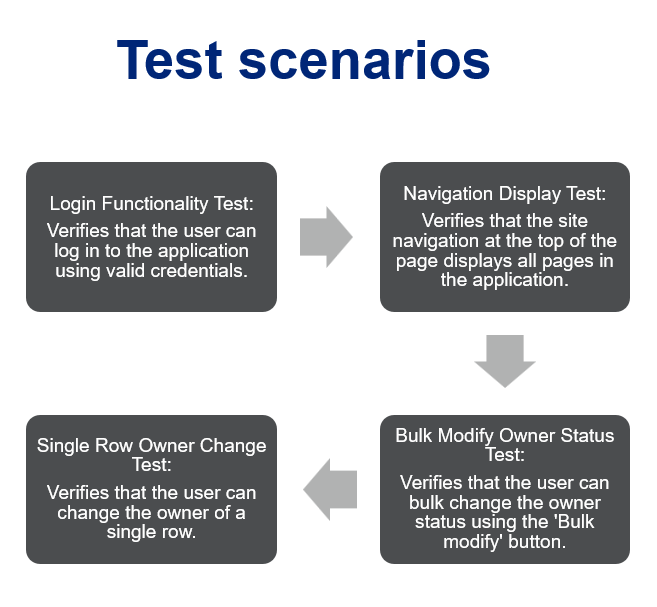 Test scenarios
Login Functionality Test:
Verifies that the user can
log in to the application
using valid credentials.
Navigation Display Test:
Verifies that the site
navigation at the top of the
page displays all pages in
the application.
Bulk Modify Owner Status
Test:
Verifies that the user can
bulk change the owner
status using the 'Bulk
modify' button.
Single Row Owner Change
Test:
Verifies that the user can
change the owner of a
single row.